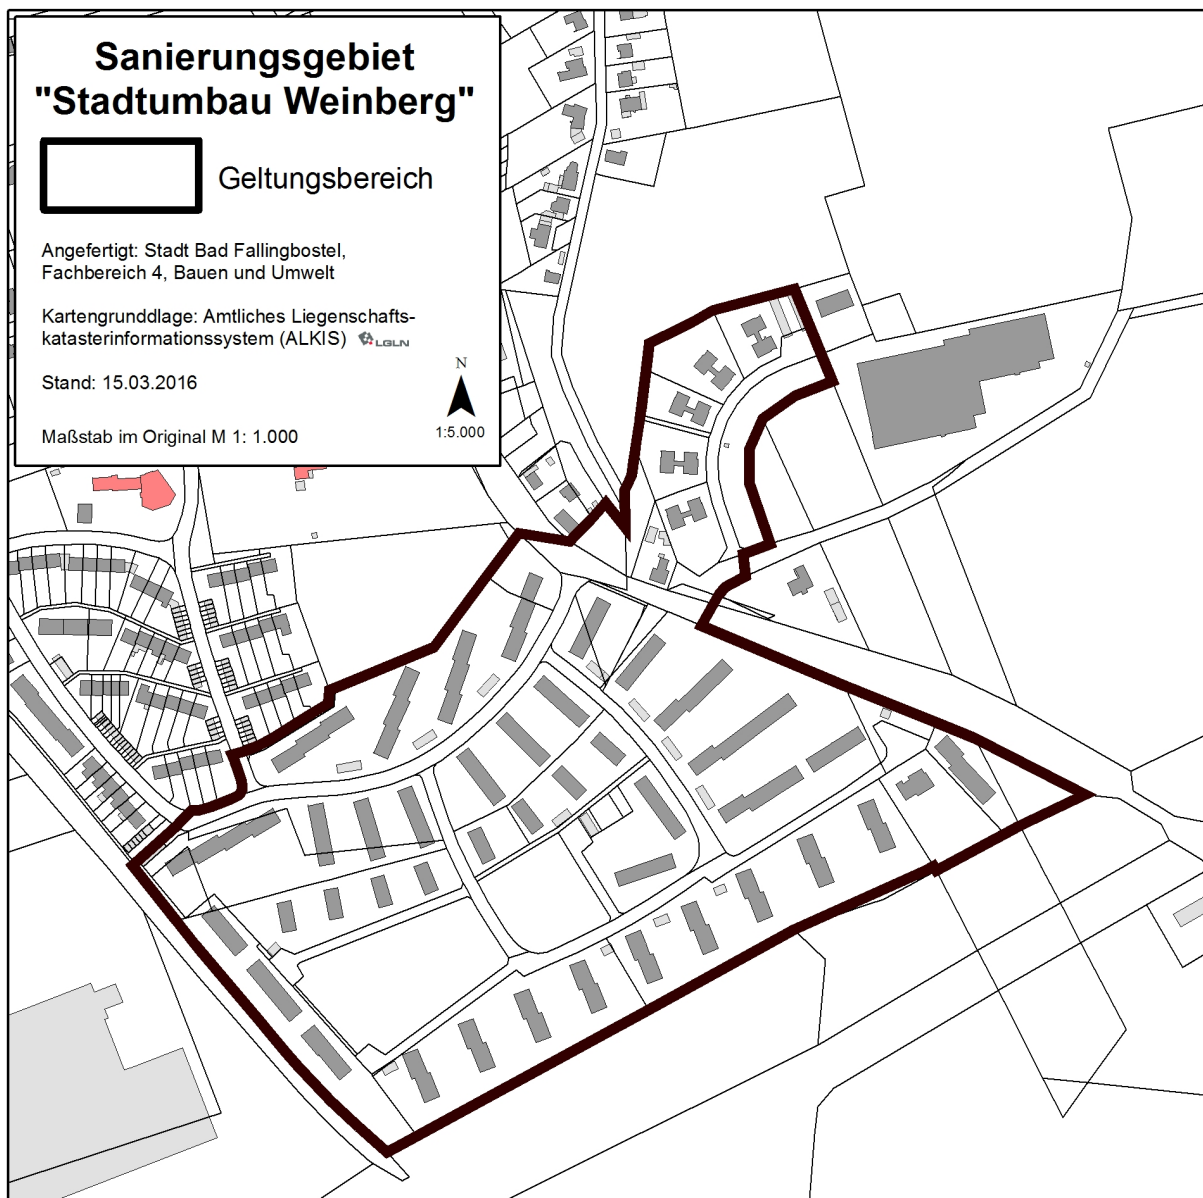 Sanierungsgebiet
"Stadtumbau Weinberg"
Geltungsbereich
Angefertigt: Stadt Bad Fallingbostel,
Fachbereich 4, Bauen und Umwelt
Kartengrunddlage: Amtliches Liegenschafts-
katasterinformationssystem (ALKIS) LGLN
Stand: 15.03.2016
N
1:5.000
Maßstab im Original M 1: 1.000